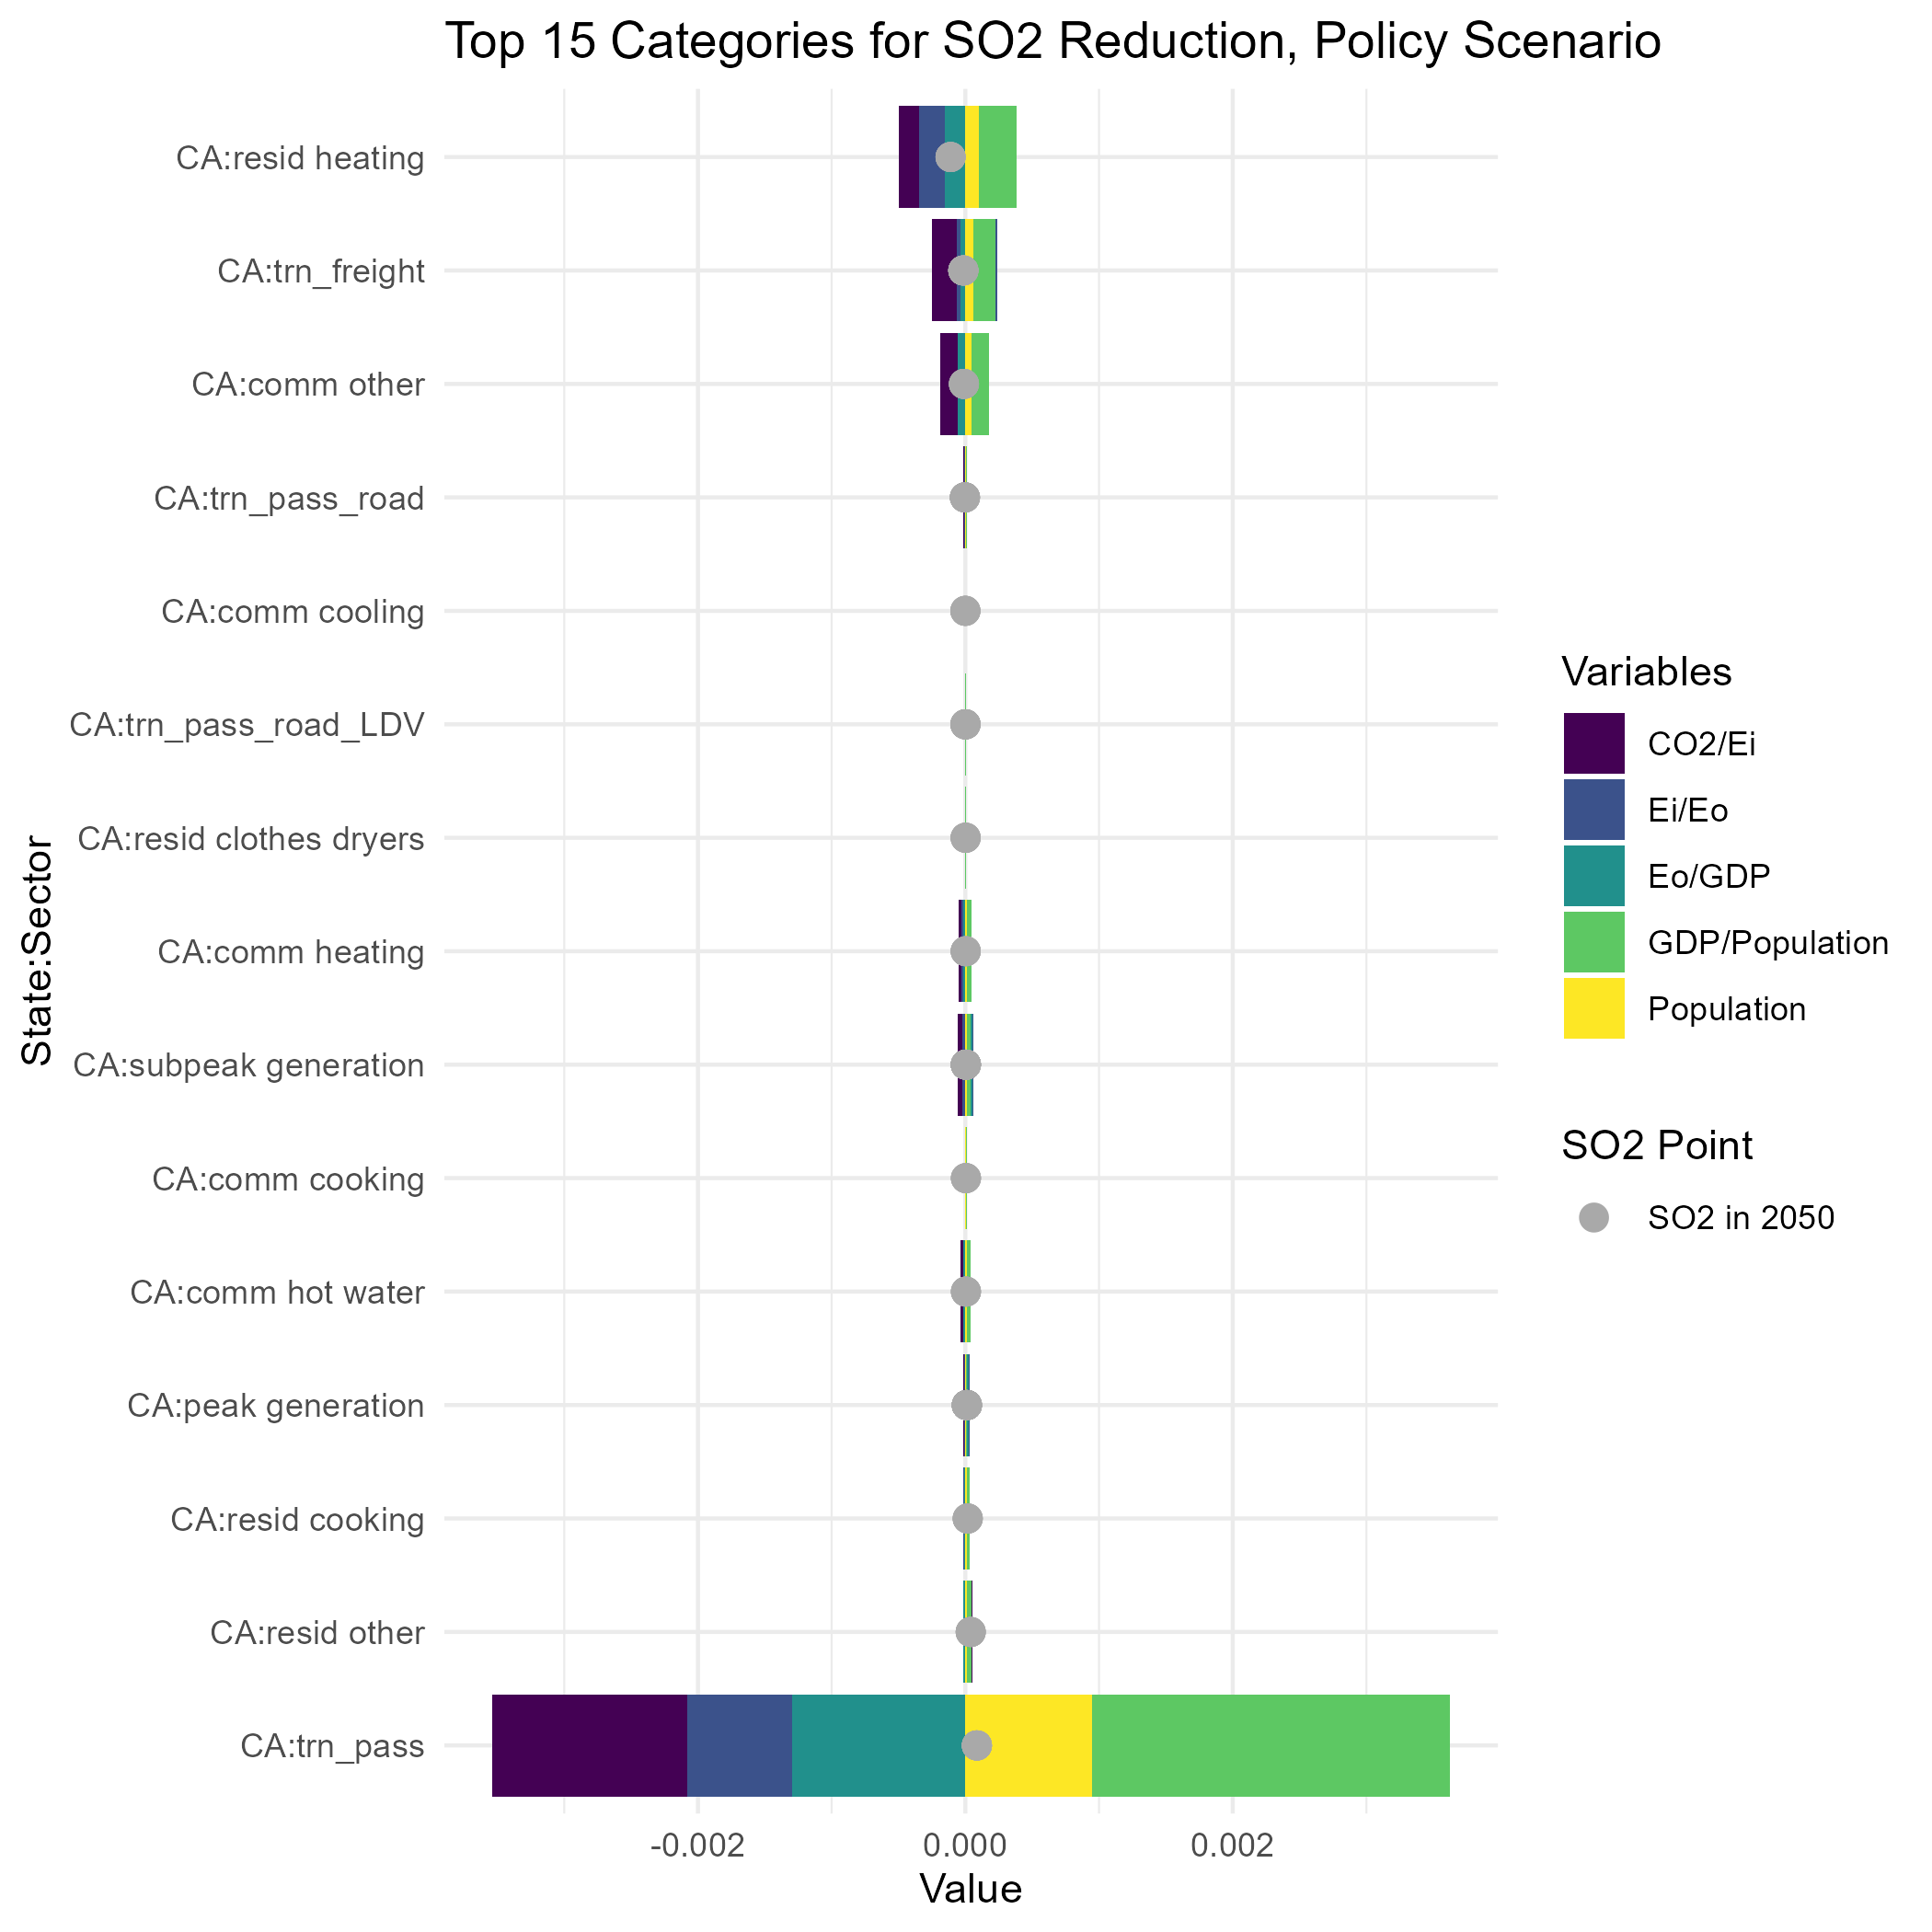 Top 15 Categories for SO2 Reduction, Policy Scenario
State:Sector
CA:resid heating
CA:trn_freight
CA:comm other
CA:trn_pass_road
CA:comm cooling
CA:trn_pass_road_LDV
CA:resid clothes dryers
CA:comm heating
CA:subpeak generation
CA:comm cooking
CA:comm hot water
CA:peak generation
CA:resid cooking
CA:resid other
CA:trn_pass
-0.002
0.000
0.002
Value
Variables
CO2/Ei
Ei/Eo
Eo/GDP
GDP/Population
Population
SO2 Point
SO2 in 2050